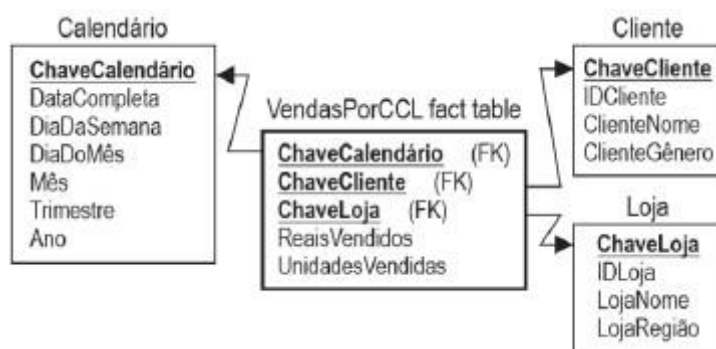 Calendário
ChaveCalendário
DataCompleta
DiaDaSemana
DiaDoMês
Mês
Trimestre
Ano
VendasPorCCL fact table
ChaveCalendário (FK)
ChaveCliente (FK)
ChaveLoja (FK)
ReaisVendidos
UnidadesVendidas
Cliente
ChaveCliente
IDCliente
ClienteNome
ClienteGênero
Loja
ChaveLoja
IDLoja
LojaNome
LojaRegião